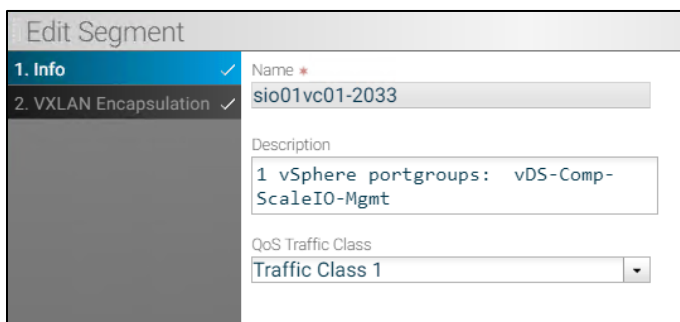 Edit Segment
1. Info
2. VXLAN Encapsulation
Name *
sio01vc01-2033
Description
1 vSphere portgroups:  vDS-Comp-
ScaleIO-Mgmt
QoS Traffic Class
Traffic Class 1